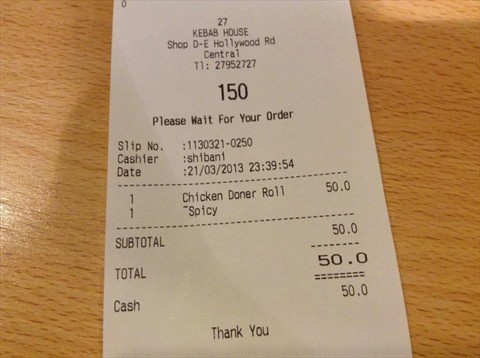 0
27
KEBAB HOUSE
Shop D-E Hollywood Rd
Central
Tl: 27952727
150
Please Wait For Your Order
Slip No. :1130321-0250
Cashier :shibani
Date :21/03/2013 23:39:54
1 Chicken Doner Roll 50.0
1 ~Spicy
SUBTOTAL 50.0
TOTAL 50.0
Cash 50.0
Thank You